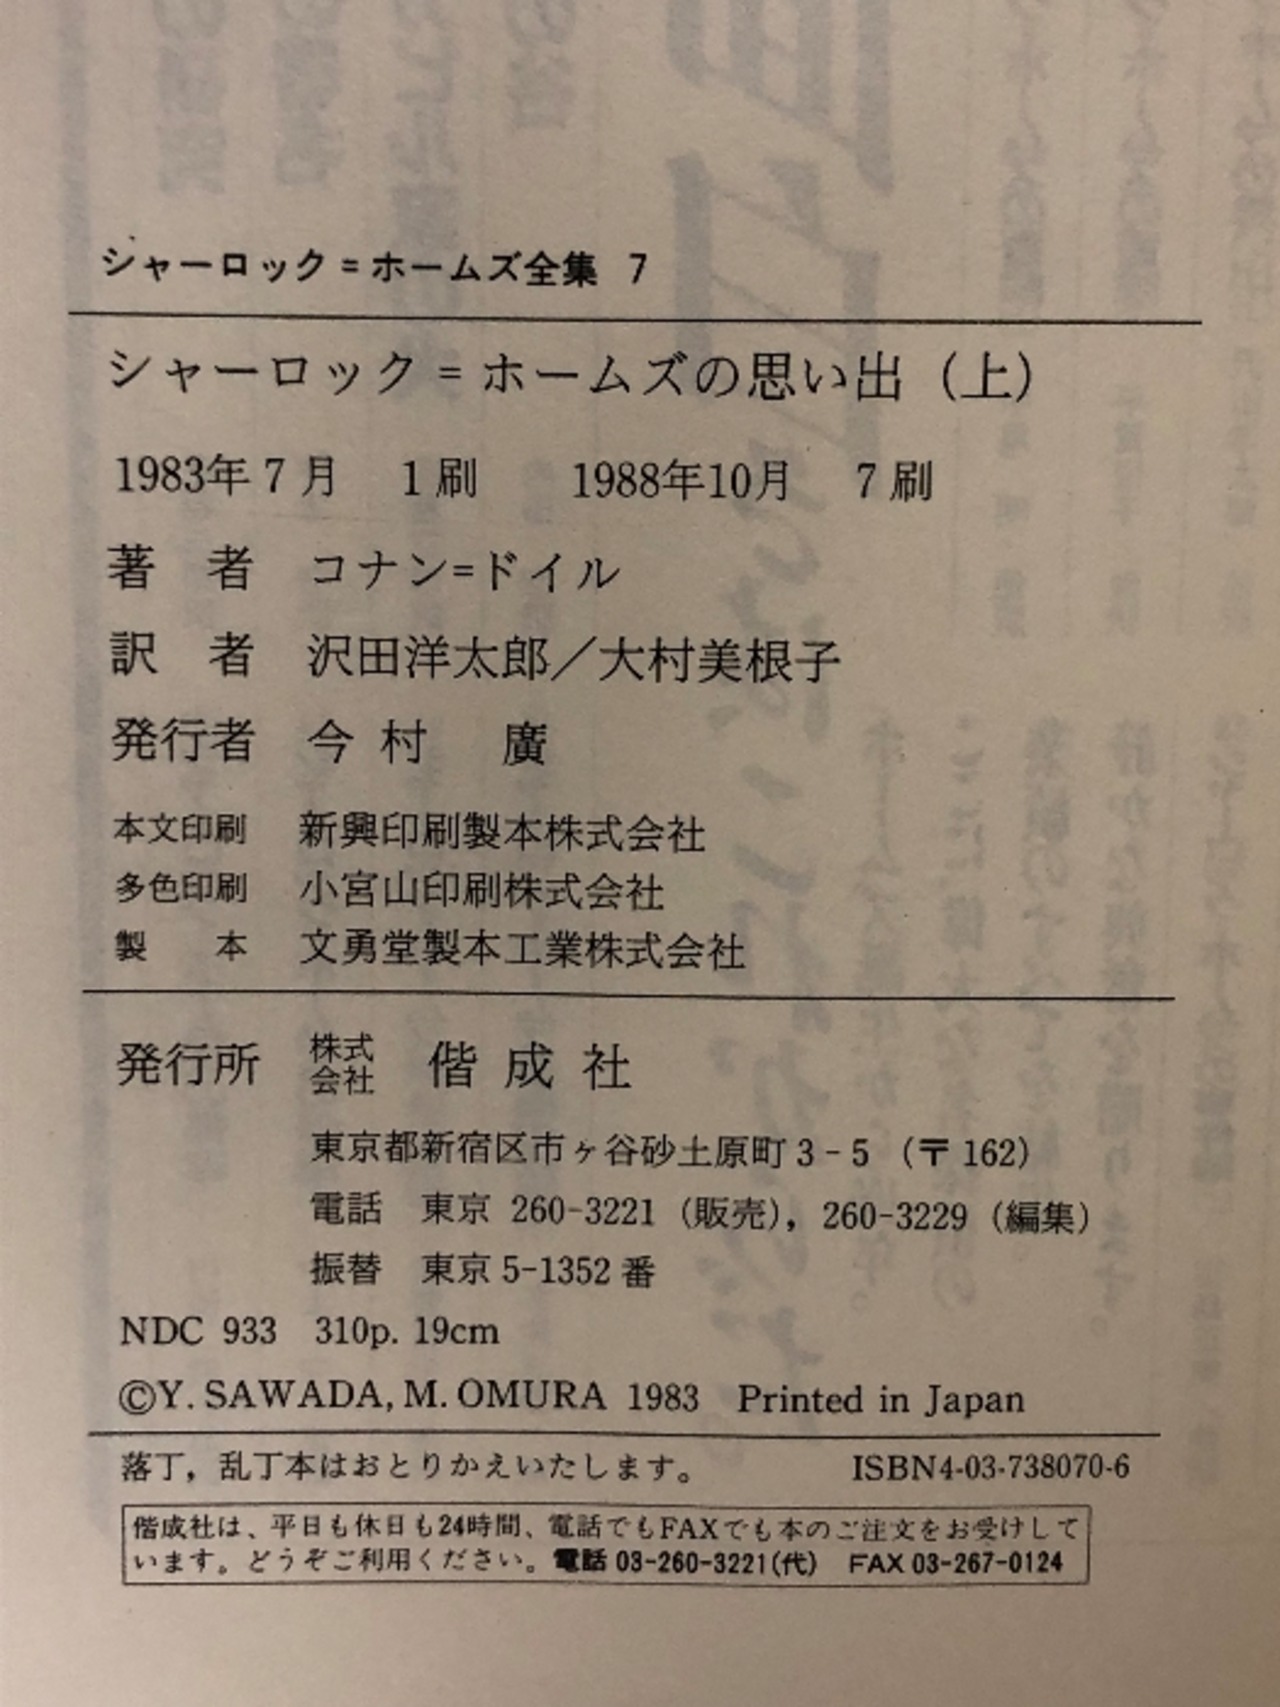 シャーロック=ホームズ全集 7
シャーロック=ホームズの思い出（上）
1983年7月 1刷 1988年10月 7刷
著 者 コナン=ドイル
訳 者 沢田洋太郎／大村美根子
発行者 今村 廣
本文印刷 新興印刷製本株式会社
多色印刷 小宮山印刷株式会社
製 本 文勇堂製本工業株式会社
発行所 株式会社 偕成社
東京都新宿区市ヶ谷砂土原町3-5（〒162）
電話 東京 260-3221（販売），260-3229（編集）
振替 東京5-1352番
NDC 933 310p. 19cm
©Y. SAWADA, M. OMURA 1983 Printed in Japan
落丁，乱丁本はおとりかえいたします。 ISBN4-03-738070-6
偕成社は、平日も休日も24時間、電話でもFAXでも本のご注文をお受けして
います。どうぞご利用ください。電話 03-260-3221(代) FAX 03-267-0124